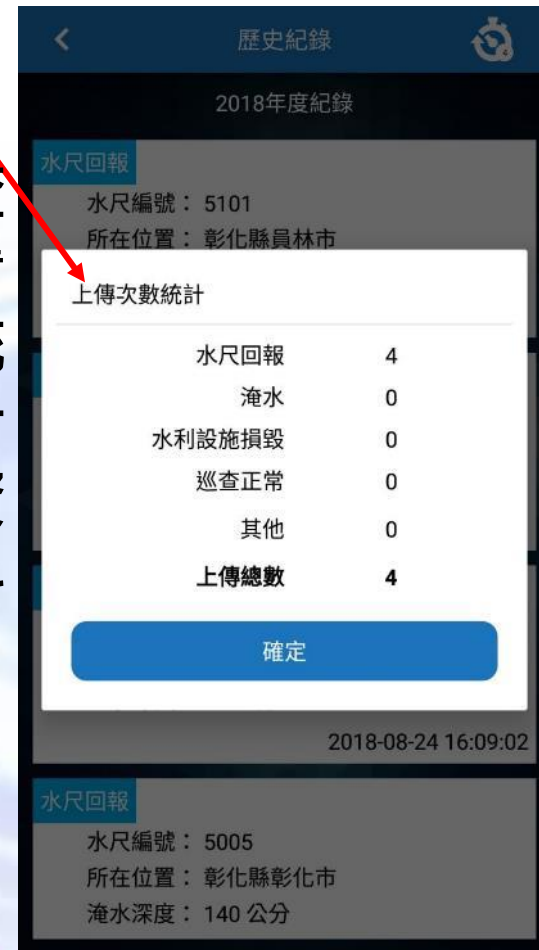 歷史紀錄
2018年度紀錄
水尺回報
水尺編號： 5101
所在位置： 彰化縣員林市
上傳次數統計
水尺回報 4
淹水 0
水利設施損毀 0
巡查正常 0
其他 0
上傳總數 4
確定
2018-08-24 16:09:02
水尺回報
水尺編號： 5005
所在位置： 彰化縣彰化市
淹水深度： 140 公分